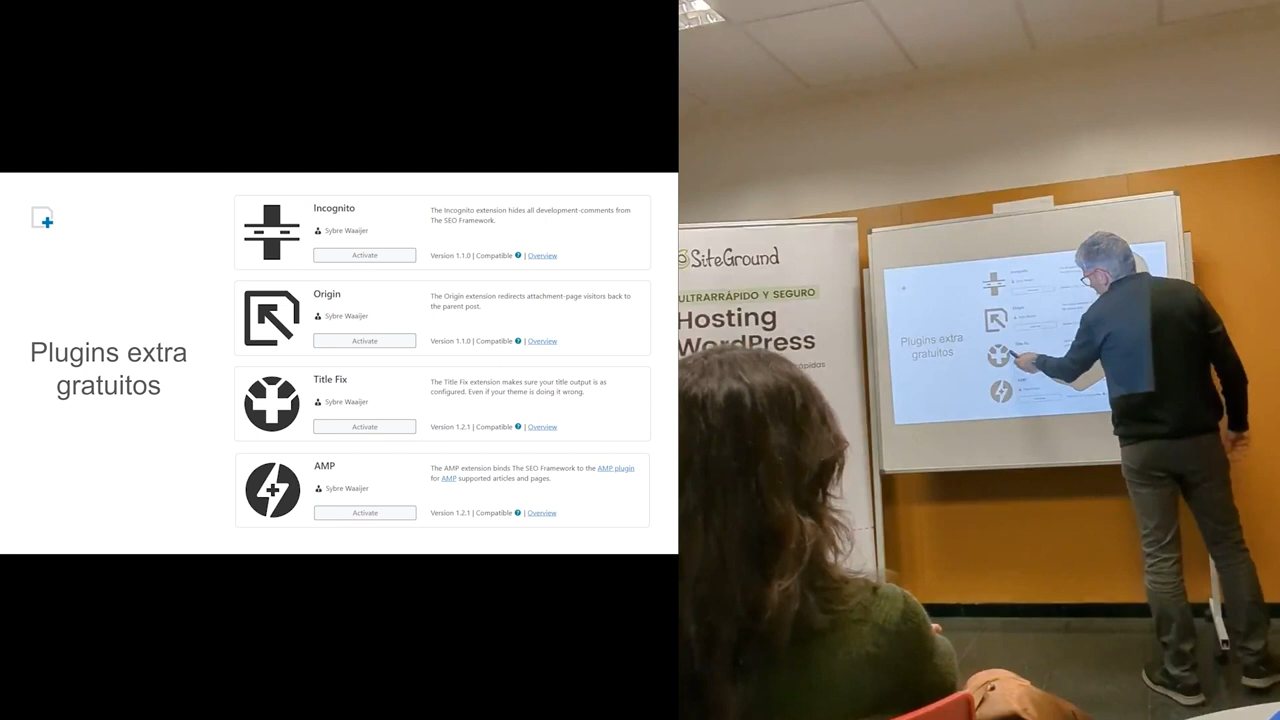 Plugins extra
gratuitos
Incognito
Sybre Waaijer
Activate
The Incognito extension hides all development-comments from
The SEO Framework.
Version 1.1.0 | Compatible ? | Overview
Origin
Sybre Waaijer
Activate
The Origin extension redirects attachment-page visitors back to
the parent post.
Version 1.1.0 | Compatible ? | Overview
Title Fix
Sybre Waaijer
Activate
The Title Fix extension makes sure your title output is as
configured. Even if your theme is doing it wrong.
Version 1.2.1 | Compatible ? | Overview
AMP
Sybre Waaijer
Activate
The AMP extension binds The SEO Framework to the AMP plugin
for AMP supported articles and pages.
Version 1.2.1 | Compatible ? | Overview
SiteGround
ULTRARRÁPIDO Y SEGURO
Hosting
WordPress
Plugins extra
gratuitos